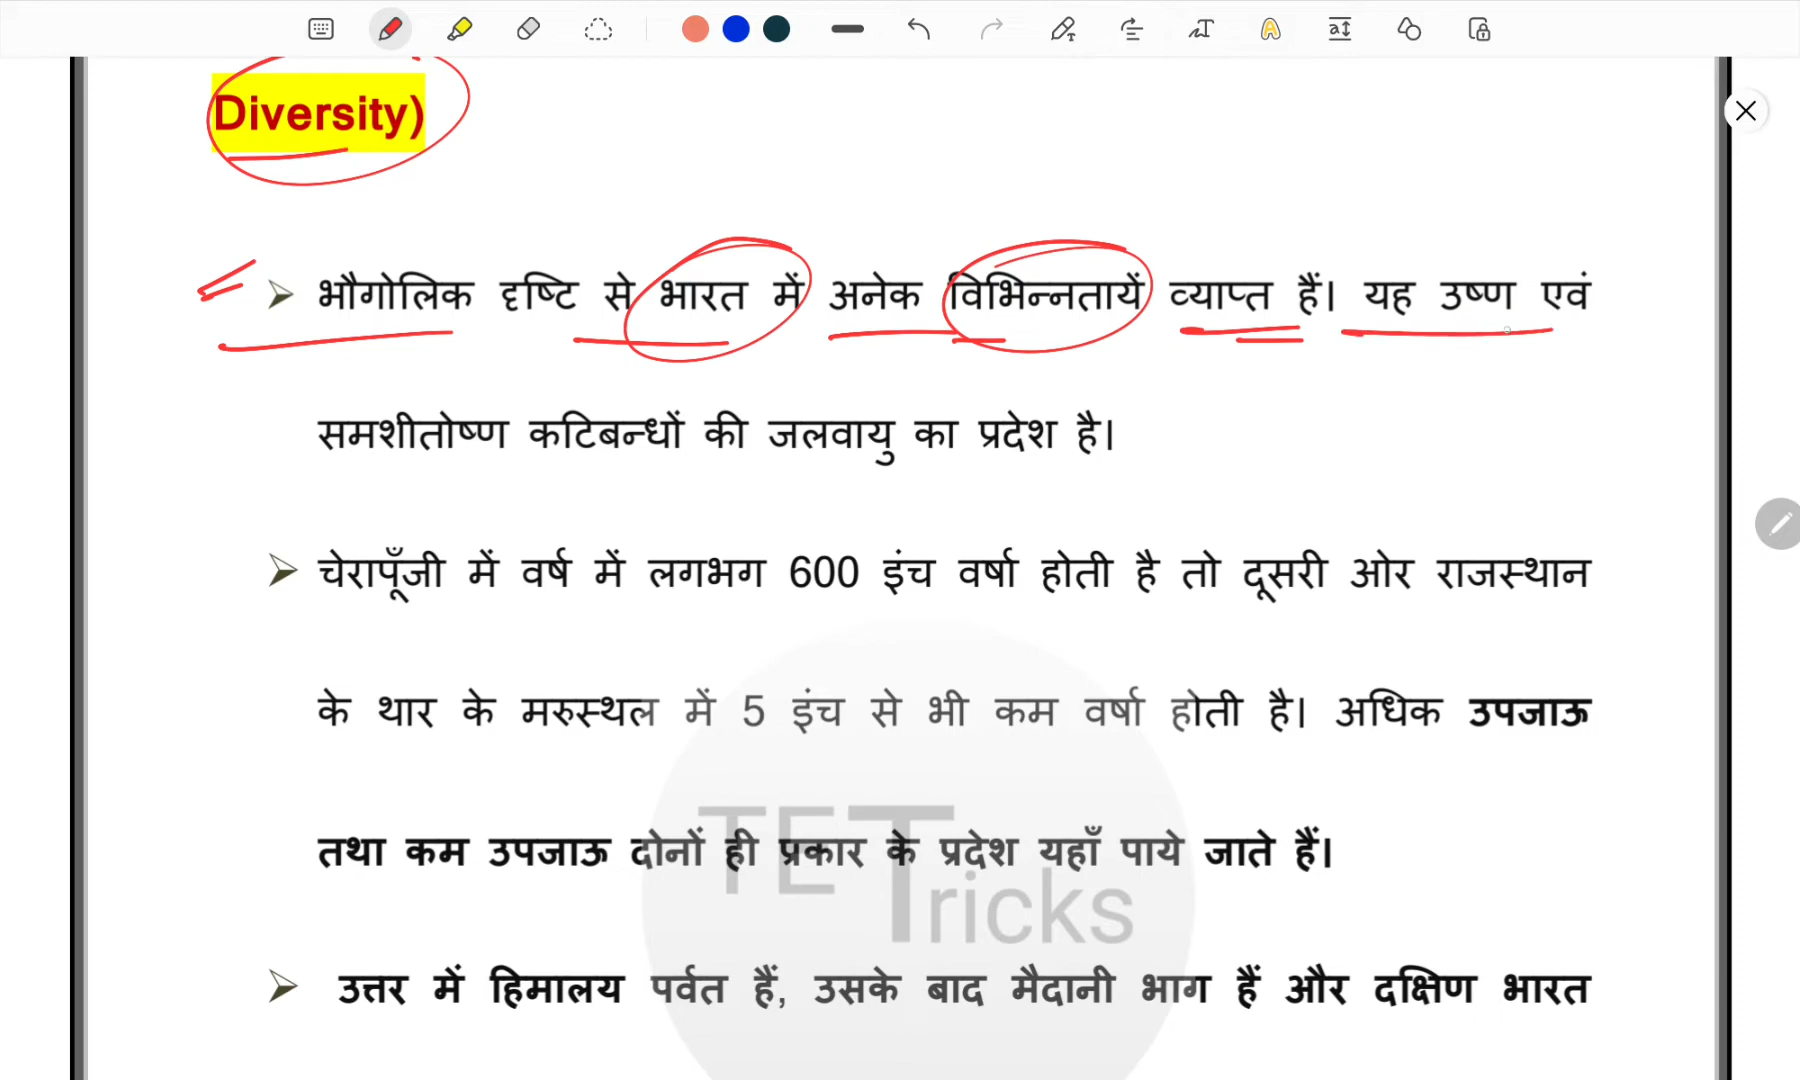 Diversity)
➢ भौगोलिक दृष्टि से भारत में अनेक विभिन्नतायें व्याप्त हैं। यह उष्ण एवं
समशीतोष्ण कटिबन्धों की जलवायु का प्रदेश है।
➢ चेरापूँजी में वर्ष में लगभग 600 इंच वर्षा होती है तो दूसरी ओर राजस्थान
के थार के मरुस्थल में 5 इंच से भी कम वर्षा होती है। अधिक उपजाऊ
तथा कम उपजाऊ दोनों ही प्रकार के प्रदेश यहाँ पाये जाते हैं।
TET
ricks
➢ उत्तर में हिमालय पर्वत हैं, उसके बाद मैदानी भाग हैं और दक्षिण भारत